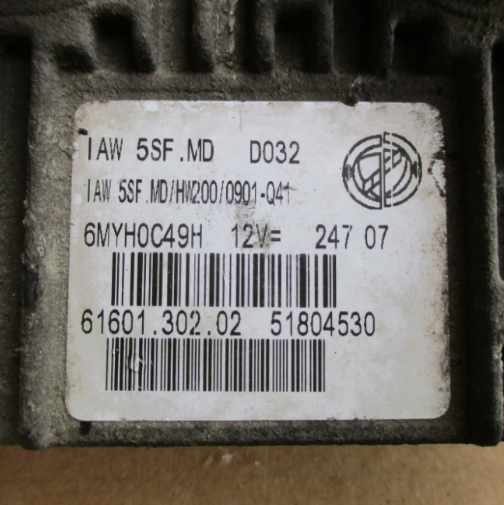 IAW 5SF.MD D032
IAW 5SF.MD/HW200/0901-Q41
6MYH0C49H 12V= 247 07
61601.302.02 51804530